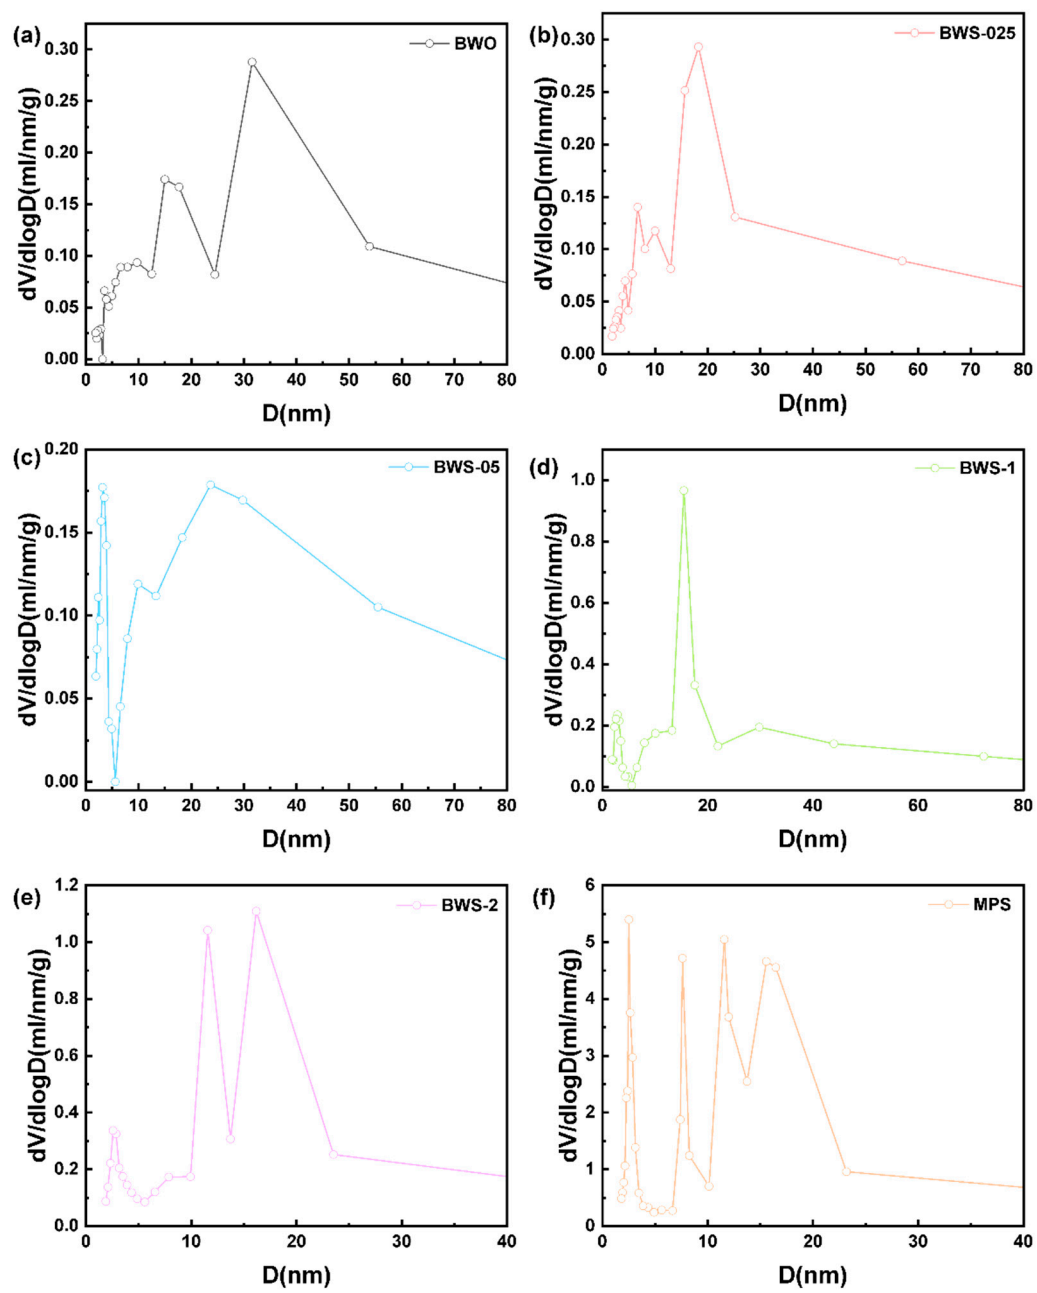 (a)
BWO
dV/dlogD(ml/nm/g)
0.30
0.25
0.20
0.15
0.10
0.05
0.00
0 10 20 30 40 50 60 70 80
D(nm)
(b)
BWS-025
dV/dlogD(ml/nm/g)
0.30
0.25
0.20
0.15
0.10
0.05
0.00
0 10 20 30 40 50 60 70 80
D(nm)
(c)
BWS-05
dV/dlogD(ml/nm/g)
0.20
0.15
0.10
0.05
0.00
0 10 20 30 40 50 60 70 80
D(nm)
(d)
BWS-1
dV/dlogD(ml/nm/g)
1.0
0.8
0.6
0.4
0.2
0.0
0 20 40 60 80
D(nm)
(e)
BWS-2
dV/dlogD(ml/nm/g)
1.2
1.0
0.8
0.6
0.4
0.2
0.0
0 10 20 30 40
D(nm)
(f)
MPS
dV/dlogD(ml/nm/g)
6
5
4
3
2
1
0
0 10 20 30 40
D(nm)